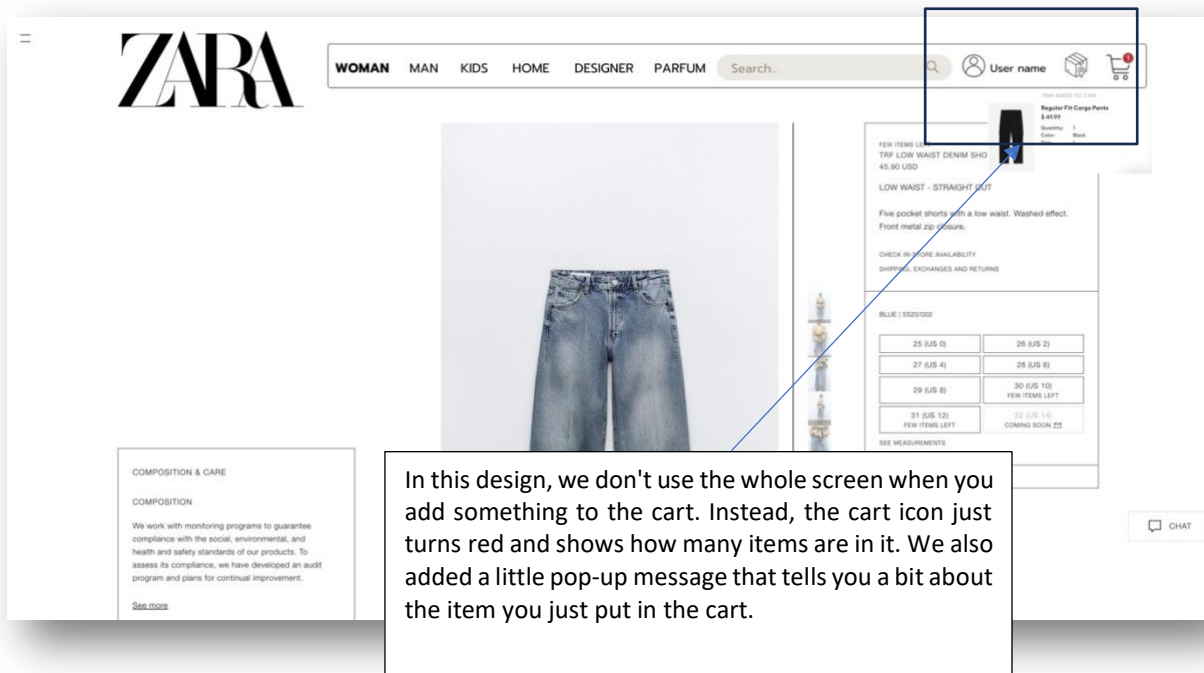 ZARA
WOMAN MAN KIDS HOME DESIGNER PARFUM Search.. User name 1
ITEM ADDED TO CART
Regular Fit Cargo Pants
$ 49.99
Quantity: 1
Color: Black
FEW ITEMS LEFT
TRF LOW WAIST DENIM SHO
45.90 USD
LOW WAIST - STRAIGHT CUT
Five pocket shorts with a low waist. Washed effect.
Front metal zip closure.
CHECK IN-STORE AVAILABILITY
SHIPPING, EXCHANGES AND RETURNS
BLUE | 5520/002
25 (US 0) 26 (US 2)
27 (US 4) 28 (US 6)
29 (US 8) 30 (US 10)
FEW ITEMS LEFT
31 (US 12) 32 (US 14)
FEW ITEMS LEFT COMING SOON
SEE MEASUREMENTS
COMPOSITION & CARE
COMPOSITION
We work with monitoring programs to guarantee
compliance with the social, environmental, and
health and safety standards of our products. To
assess its compliance, we have developed an audit
program and plans for continual improvement.
See more
In this design, we don't use the whole screen when you
add something to the cart. Instead, the cart icon just
turns red and shows how many items are in it. We also
added a little pop-up message that tells you a bit about
the item you just put in the cart.
CHAT